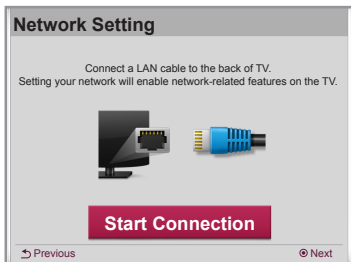 Network Setting
Connect a LAN cable to the back of TV.
Setting your network will enable network-related features on the TV.
Start Connection
Previous
Next